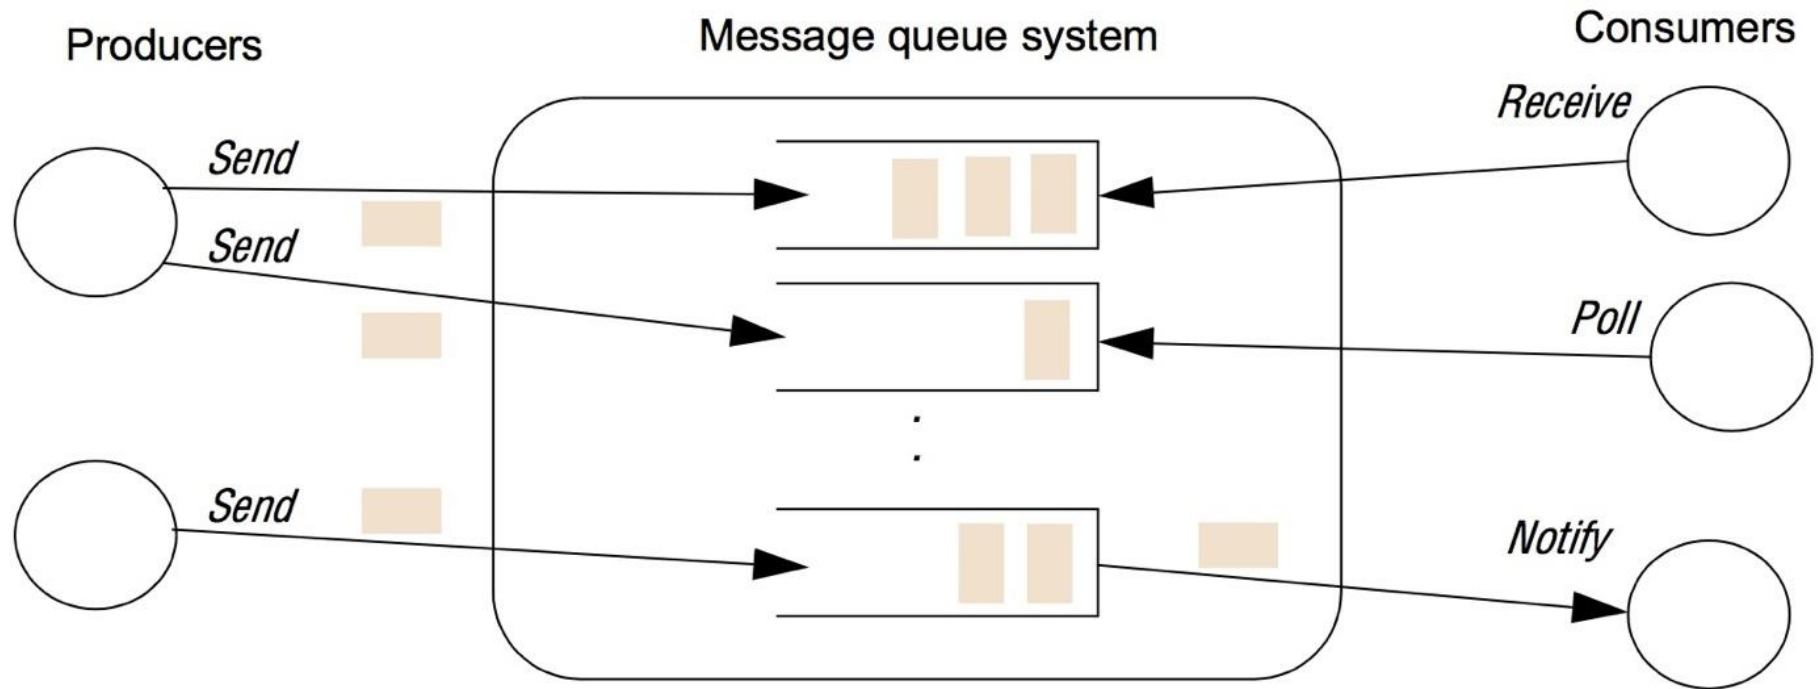 Producers
Message queue system
Consumers
Send
Receive
Send
Poll
Send
Notify